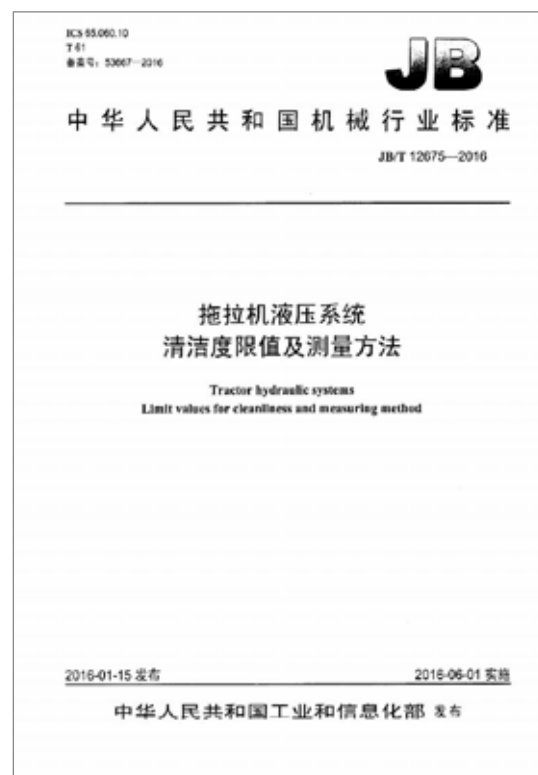 ICS 65.060.10
T 61
备案号：53667—2016
JB
中华人民共和国机械行业标准
JB/T 12675—2016
拖拉机液压系统
清洁度限值及测量方法
Tractor hydraulic systems
Limit values for cleanliness and measuring method
2016-01-15 发布
2016-06-01 实施
中华人民共和国工业和信息化部 发布